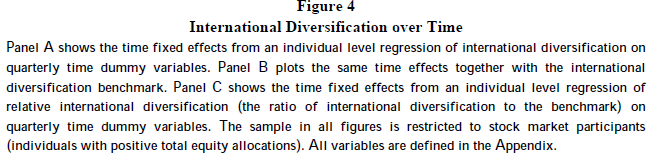 Figure 4
International Diversification over Time
Panel A shows the time fixed effects from an individual level regression of international diversification on
quarterly time dummy variables. Panel B plots the same time effects together with the international
diversification benchmark. Panel C shows the time fixed effects from an individual level regression of
relative international diversification (the ratio of international diversification to the benchmark) on
quarterly time dummy variables. The sample in all figures is restricted to stock market participants
(individuals with positive total equity allocations). All variables are defined in the Appendix.